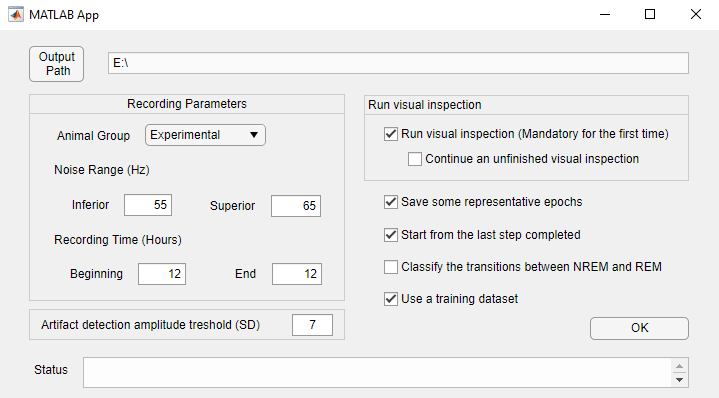 MATLAB App
Output
Path
E:\
Recording Parameters
Animal Group Experimental
Noise Range (Hz)
Inferior 55 Superior 65
Recording Time (Hours)
Beginning 12 End 12
Artifact detection amplitude treshold (SD) 7
Run visual inspection
Run visual inspection (Mandatory for the first time)
Continue an unfinished visual inspection
Save some representative epochs
Start from the last step completed
Classify the transitions between NREM and REM
Use a training dataset
OK
Status